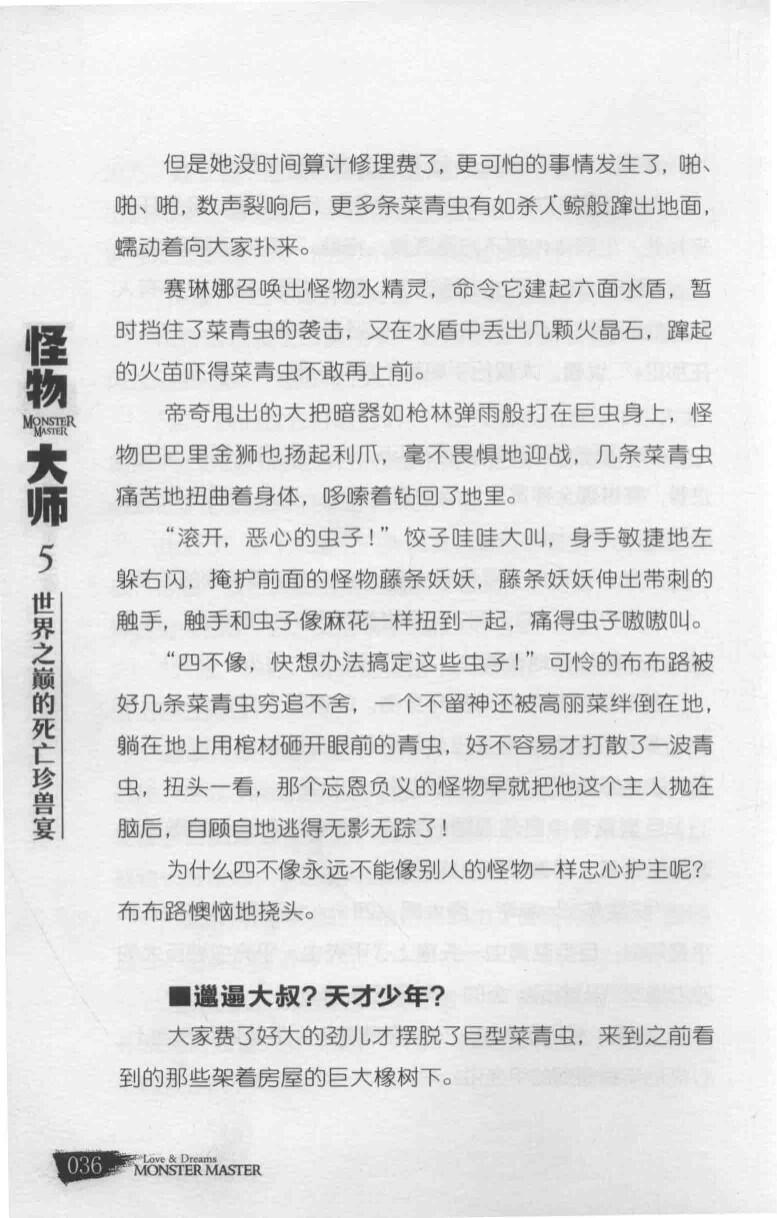 但是她没时间算计修理费了，更可怕的事情发生了，啪、
啪、啪，数声裂响后，更多条菜青虫有如杀人鲸般蹿出地面，
蠕动着向大家扑来。
赛琳娜召唤出怪物水精灵，命令它建起六面水盾，暂
时挡住了菜青虫的袭击，又在水盾中丢出几颗火晶石，蹿起
的火苗吓得菜青虫不敢再上前。
帝奇甩出的大把暗器如枪林弹雨般打在巨虫身上，怪
物巴巴里金狮也扬起利爪，毫不畏惧地迎战，几条菜青虫
痛苦地扭曲着身体，哆嗦着钻回了地里。
“滚开，恶心的虫子！”饺子哇哇大叫，身手敏捷地左
躲右闪，掩护前面的怪物藤条妖妖，藤条妖妖伸出带刺的
触手，触手和虫子像麻花一样扭到一起，痛得虫子嗷嗷叫。
“四不像，快想办法搞定这些虫子！”可怜的布布路被
好几条菜青虫穷追不舍，一个不留神还被高丽菜绊倒在地，
躺在地上用棺材砸开眼前的青虫，好不容易才打散了一波青
虫，扭头一看，那个忘恩负义的怪物早就把他这个主人抛在
脑后，自顾自地逃得无影无踪了！
为什么四不像永远不能像别人的怪物一样忠心护主呢？
布布路懊恼地挠头。
■邋遢大叔？天才少年？
大家费了好大的劲儿才摆脱了巨型菜青虫，来到之前看
到的那些架着房屋的巨大橡树下。
怪物
MONSTER
MASTER
大师
5
世界之巅的死亡珍兽宴
036
Love & Dreams
MONSTER MASTER